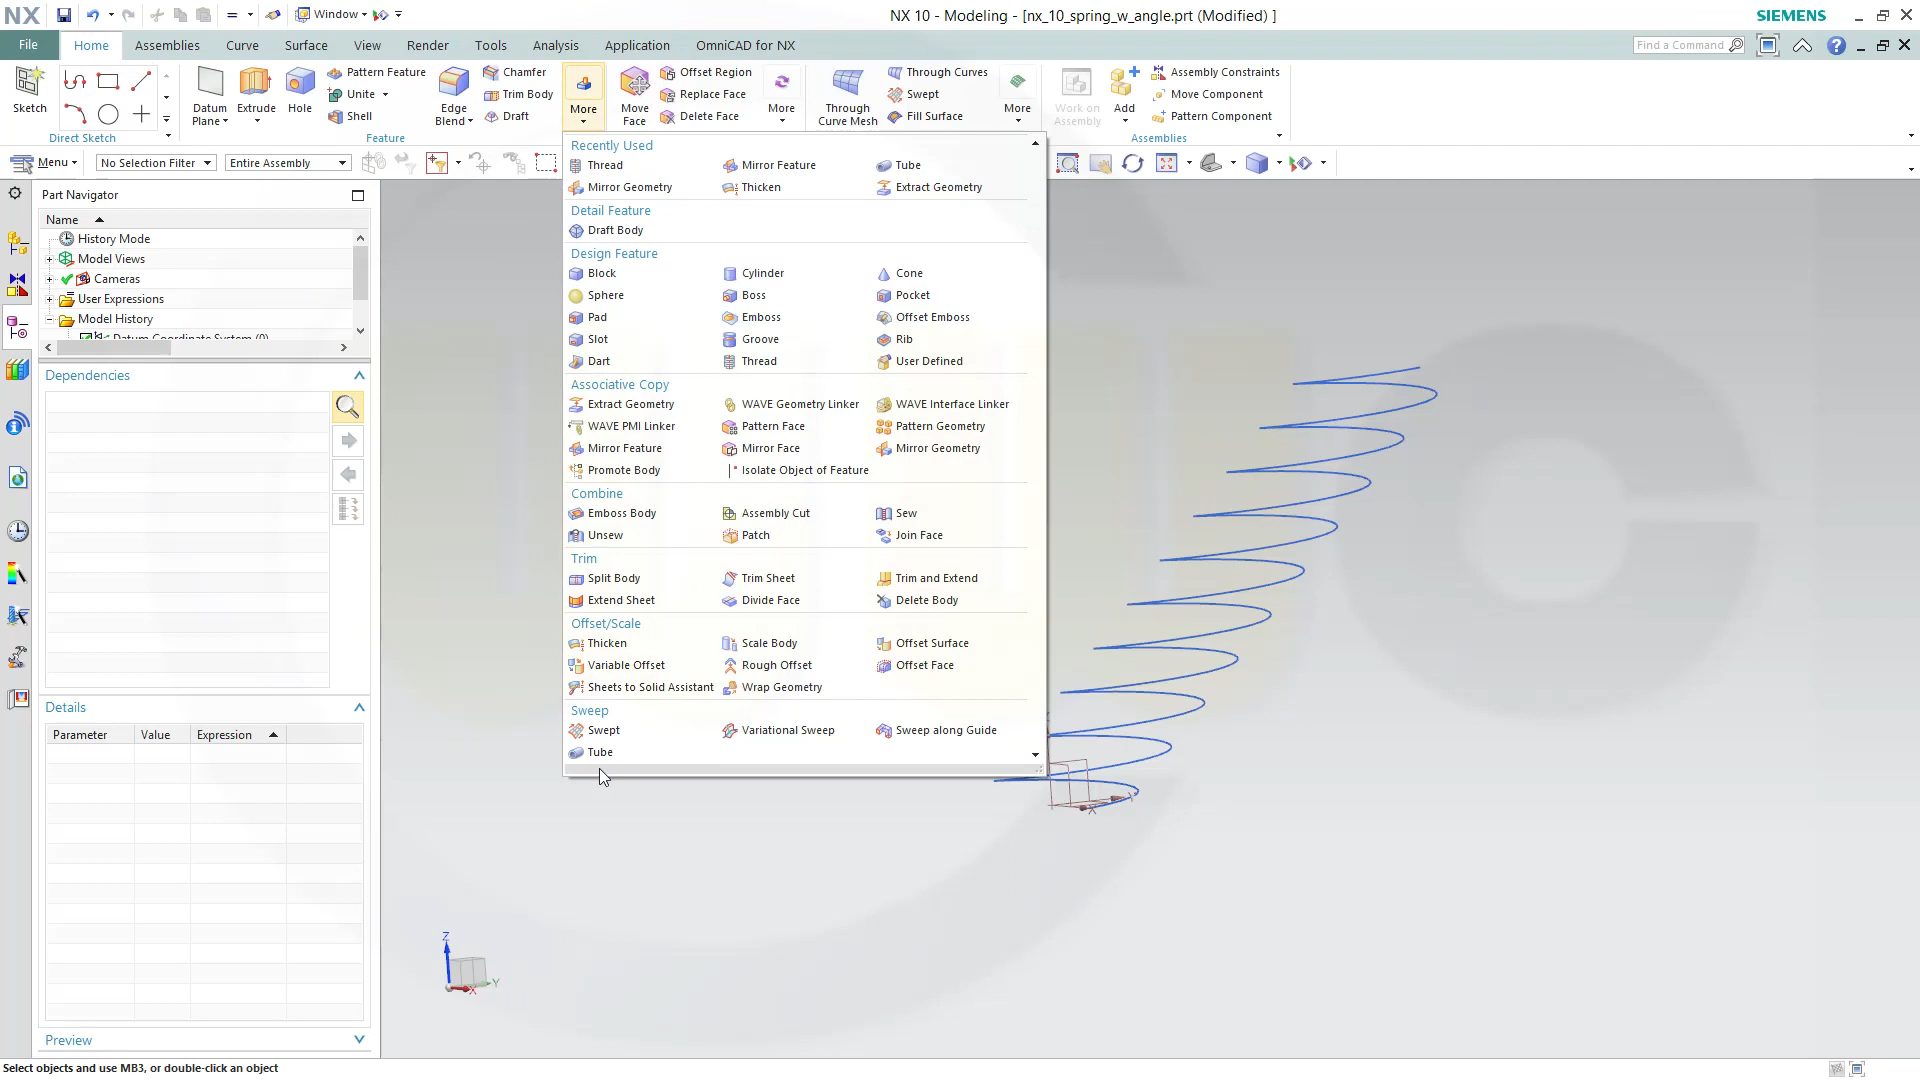 NX
Window
NX 10 - Modeling - [nx_10_spring_w_angle.prt (Modified) ]
SIEMENS
File Home Assemblies Curve Surface Render View Tools Analysis Application OmniCAD for NX
Find a Command
Sketch
Direct Sketch
Datum Plane
Extrude
Hole
Pattern Feature
Unite
Shell
Feature
Edge Blend
Chamfer
Trim Body
Draft
More
Move Face
Offset Region
Replace Face
Delete Face
More
Through Curve Mesh
Through Curves
Swept
Fill Surface
More
Work on Assembly
Add
Assembly Constraints
Move Component
Pattern Component
Assemblies
Menu
No Selection Filter
Entire Assembly
Part Navigator
Name
History Mode
Model Views
Cameras
User Expressions
Model History
Datum Coordinate System (0)
Dependencies
Details
Parameter Value Expression
Preview
Recently Used
Thread Mirror Feature Tube
Mirror Geometry Thicken Extract Geometry
Detail Feature
Draft Body
Design Feature
Block Cylinder Cone
Sphere Boss Pocket
Pad Emboss Offset Emboss
Slot Groove Rib
Dart Thread User Defined
Associative Copy
Extract Geometry WAVE Geometry Linker WAVE Interface Linker
WAVE PMI Linker Pattern Face Pattern Geometry
Mirror Feature Mirror Face Mirror Geometry
Promote Body Isolate Object of Feature
Combine
Emboss Body Assembly Cut Sew
Unsew Patch Join Face
Trim
Split Body Trim Sheet Trim and Extend
Extend Sheet Divide Face Delete Body
Offset/Scale
Thicken Scale Body Offset Surface
Variable Offset Rough Offset Offset Face
Sheets to Solid Assistant Wrap Geometry
Sweep
Swept Variational Sweep Sweep along Guide
Tube
Y
X
Z
Y
X
Select objects and use MB3, or double-click an object